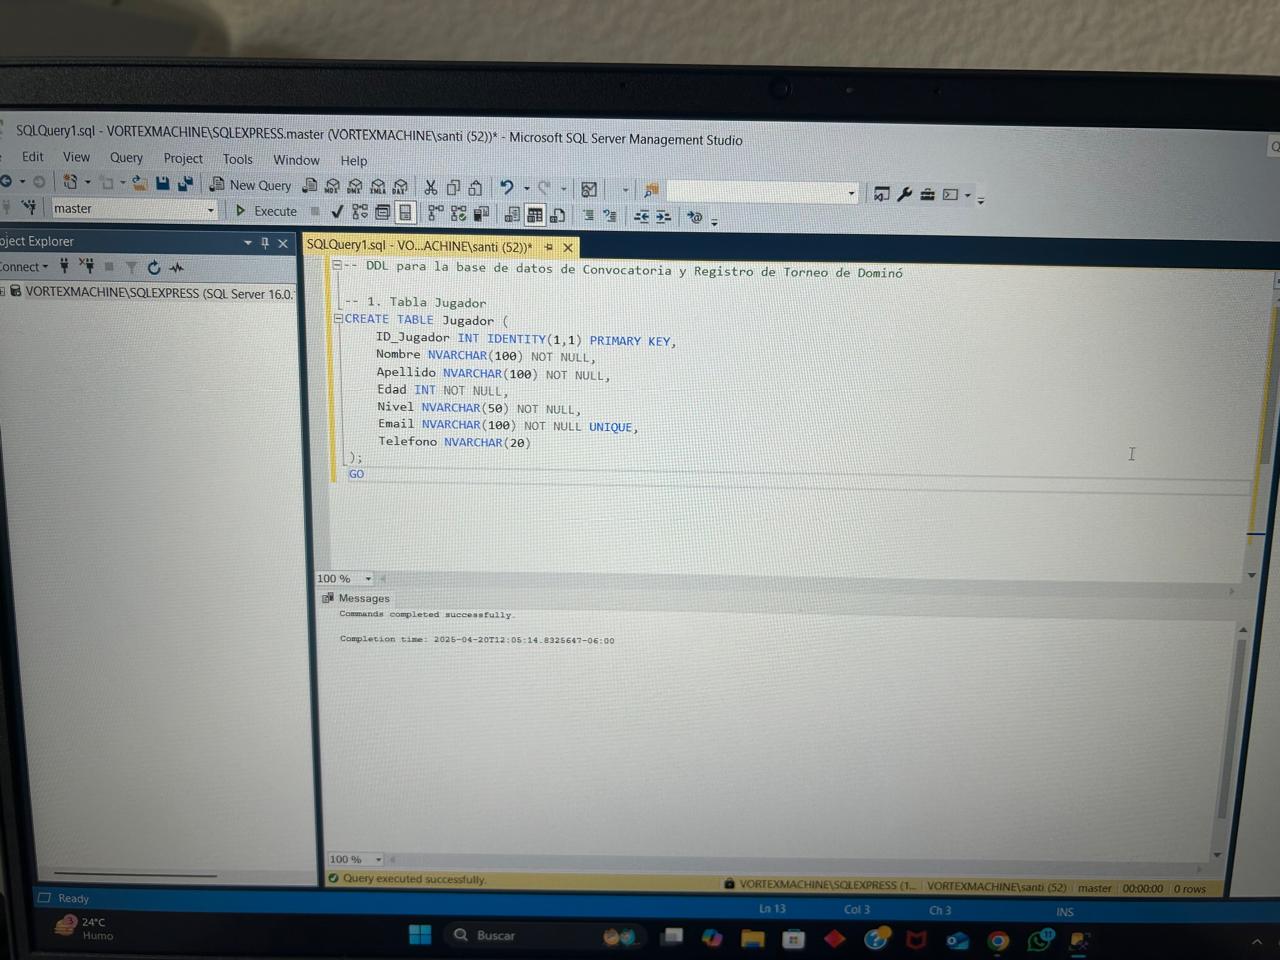 SQLQuery1.sql - VORTEXMACHINE\SQLEXPRESS.master (VORTEXMACHINE\santi (52))* - Microsoft SQL Server Management Studio
Edit View Query Project Tools Window Help
New Query
master
Execute
Object Explorer
SQLQuery1.sql - VO...ACHINE\santi (52))*
Connect
VORTEXMACHINE\SQLEXPRESS (SQL Server 16.0.
-- DDL para la base de datos de Convocatoria y Registro de Torneo de Dominó
-- 1. Tabla Jugador
CREATE TABLE Jugador (
ID_Jugador INT IDENTITY(1,1) PRIMARY KEY,
Nombre NVARCHAR(100) NOT NULL,
Apellido NVARCHAR(100) NOT NULL,
Edad INT NOT NULL,
Nivel NVARCHAR(50) NOT NULL,
Email NVARCHAR(100) NOT NULL UNIQUE,
Telefono NVARCHAR(20)
);
GO
100 %
Messages
Commands completed successfully.
Completion time: 2025-04-20T12:05:14.8325647-06:00
100 %
Query executed successfully.
VORTEXMACHINE\SQLEXPRESS (1... VORTEXMACHINE\santi (52) master 00:00:00 0 rows
Ready
Ln 13 Col 3 Ch 3 INS
3
24°C
Humo
Buscar
11